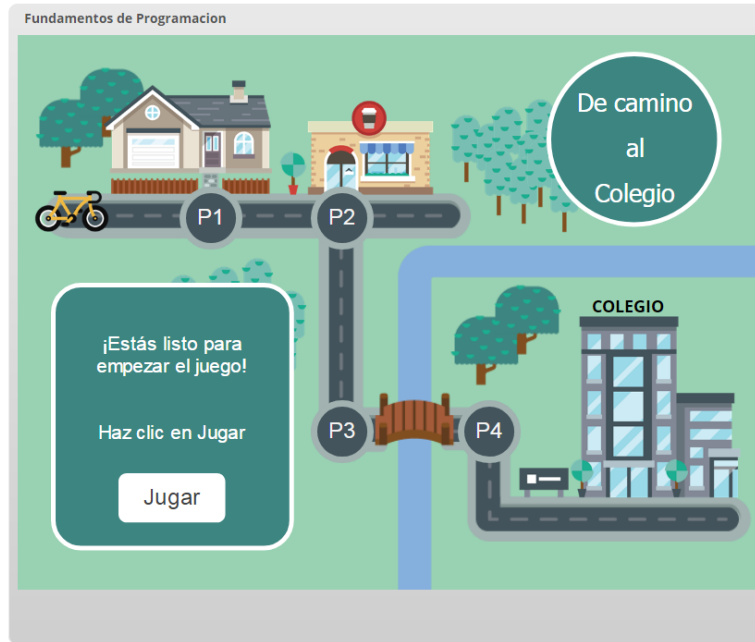 Fundamentos de Programacion
De camino
al
Colegio
P1
P2
COLEGIO
¡Estás listo para
empezar el juego!
Haz clic en Jugar
Jugar
P3
P4